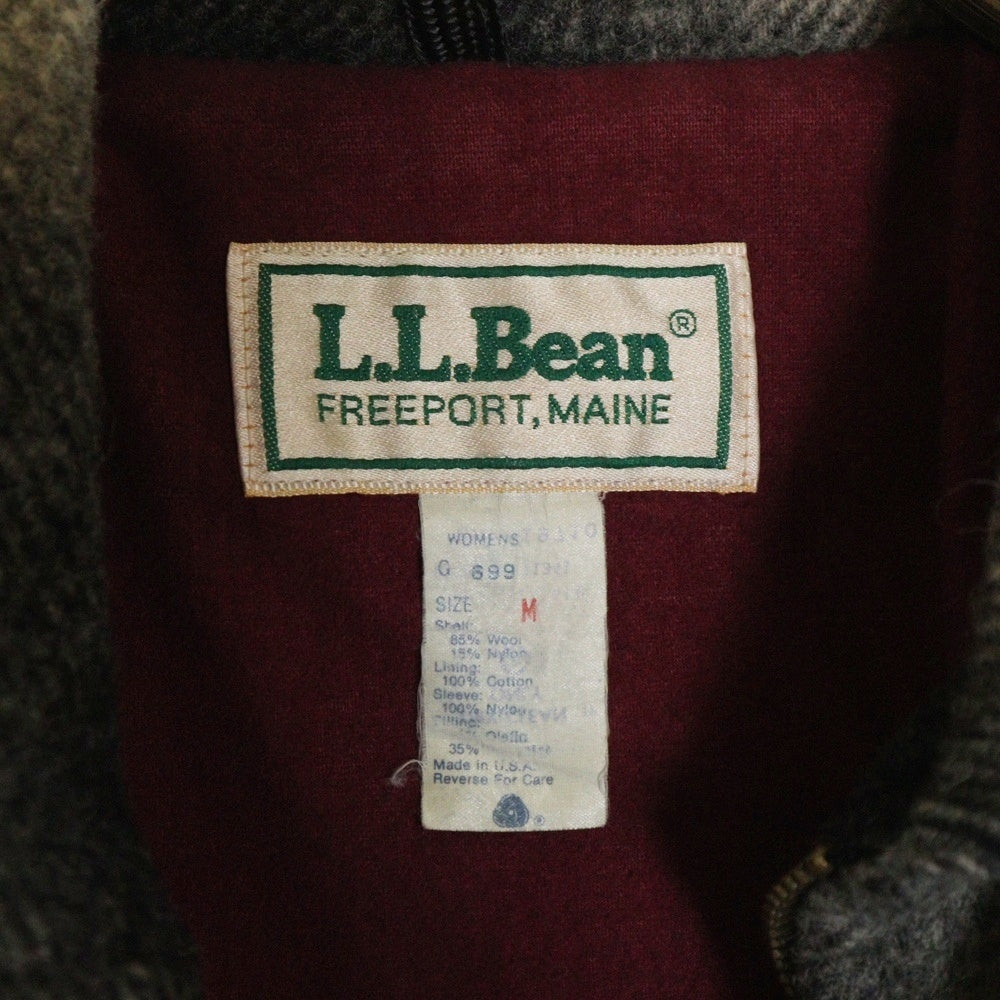 L.L.Bean®
FREEPORT, MAINE
WOMENS
G 699
SIZE M
Shell:
85% Wool
15% Nylon
Lining:
100% Cotton
Sleeve:
100% Nylon
Filling:
% Olefin
35%
Made in U.S.A.
Reverse For Care
®